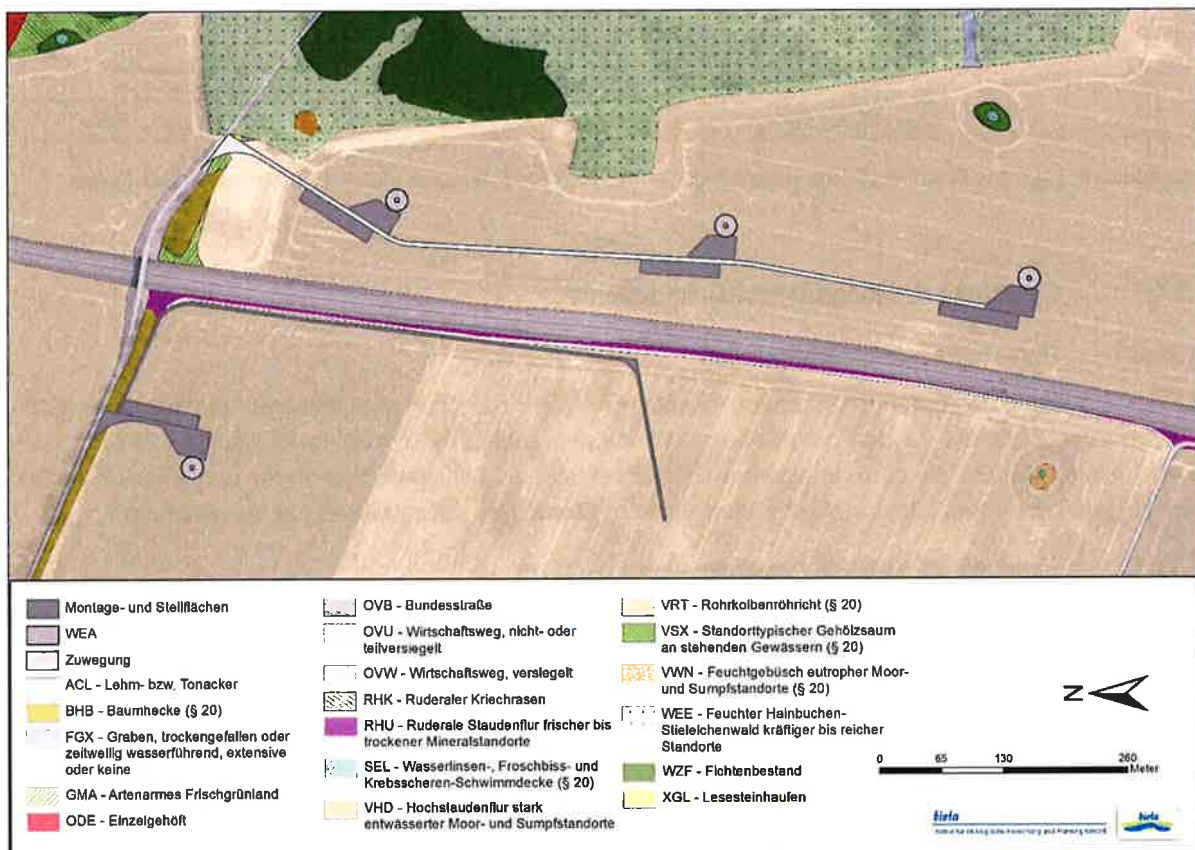 Montage- und Stellflächen
WEA
Zuwegung
ACL - Lehm- bzw. Tonacker
BHB - Baumhecke (§ 20)
FGX - Graben, trockengefallen oder
zeitweilig wasserführend, extensive
oder keine
GMA - Artenarmes Frischgrünland
ODE - Einzelgehöft
OVB - Bundesstraße
OVU - Wirtschaftsweg, nicht- oder
teilversiegelt
OVW - Wirtschaftsweg, versiegelt
RHK - Ruderaler Kriechrasen
RHU - Ruderale Staudenflur frischer bis
trockener Mineralstandorte
SEL - Wasserlinsen-, Froschbiss- und
Krebsscheren-Schwimmdecke (§ 20)
VHD - Hochstaudenflur stark
entwässerter Moor- und Sumpfstandorte
VRT - Rohrkolbenröhricht (§ 20)
VSX - Standorttypischer Gehölzsaum
an stehenden Gewässern (§ 20)
VWN - Feuchtgebüsch eutropher Moor-
und Sumpfstandorte (§ 20)
WEE - Feuchter Hainbuchen-
Stieleichenwald kräftiger bis reicher
Standorte
WZF - Fichtenbestand
XGL - Lesesteinhaufen
N
0 65 130 260
Meter